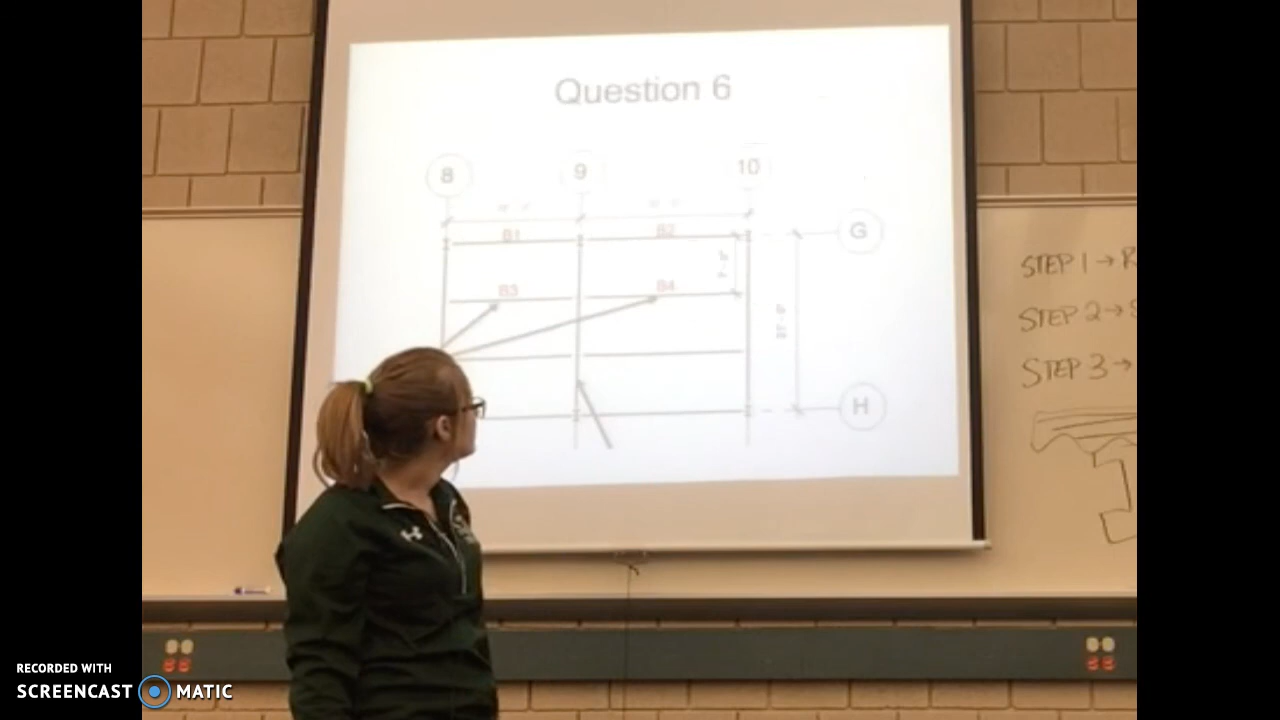 Question 6
8
9
10
B1
B2
G
B3
B4
H
STEP 1 →
STEP 2 →
STEP 3 →
RECORDED WITH
SCREENCAST MATIC